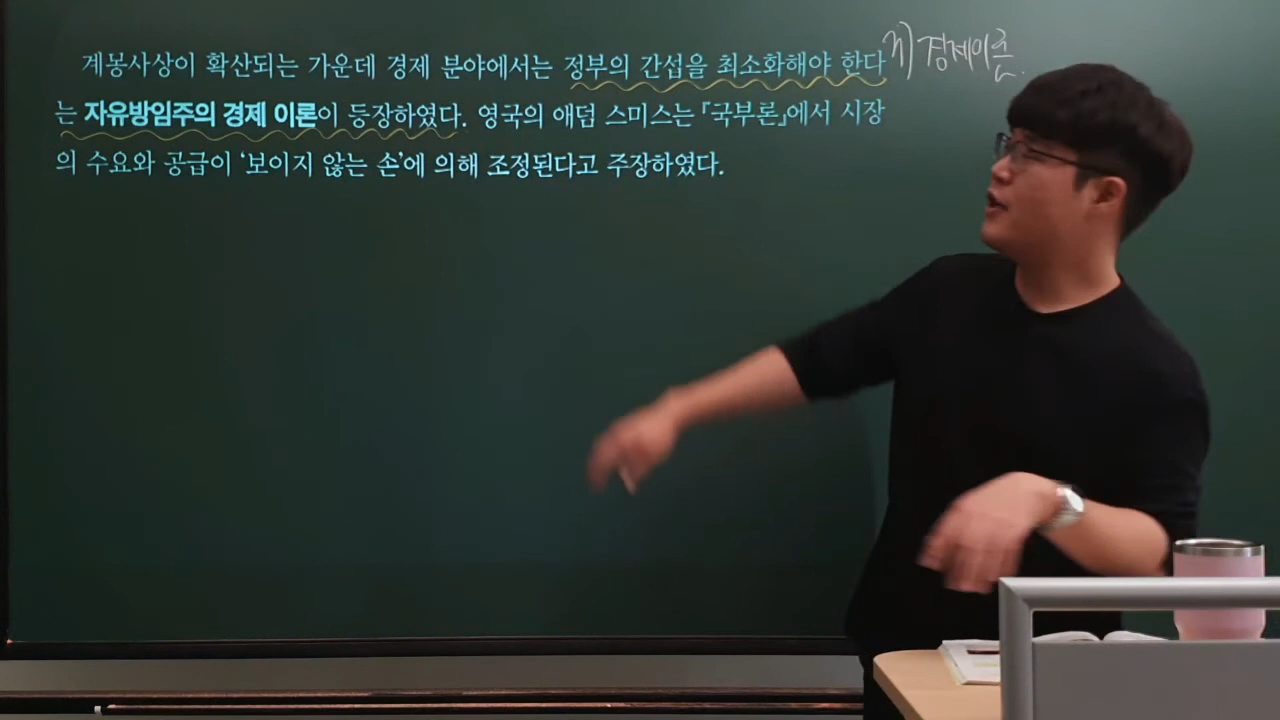 계몽사상이 확산되는 가운데 경제 분야에서는 정부의 간섭을 최소화해야 한다
는 자유방임주의 경제 이론이 등장하였다. 영국의 애덤 스미스는 『국부론』에서 시장
의 수요와 공급이 ‘보이지 않는 손’에 의해 조정된다고 주장하였다.
경제이론.